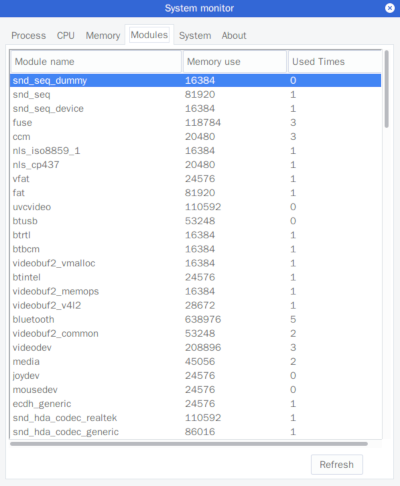 System monitor
Process CPU Memory Modules System About
Module name Memory use Used Times
snd_seq_dummy 16384 0
snd_seq 81920 1
snd_seq_device 16384 1
fuse 118784 3
ccm 20480 3
nls_iso8859_1 16384 1
nls_cp437 20480 1
vfat 24576 1
fat 81920 1
uvcvideo 110592 0
btusb 53248 0
btrtl 16384 1
btbcm 16384 1
videobuf2_vmalloc 16384 1
btintel 24576 1
videobuf2_memops 16384 1
videobuf2_v4l2 28672 1
bluetooth 638976 5
videobuf2_common 53248 2
videodev 208896 3
media 45056 2
joydev 24576 0
mousedev 24576 0
ecdh_generic 24576 1
snd_hda_codec_realtek 110592 1
snd_hda_codec_generic 86016 1
Refresh